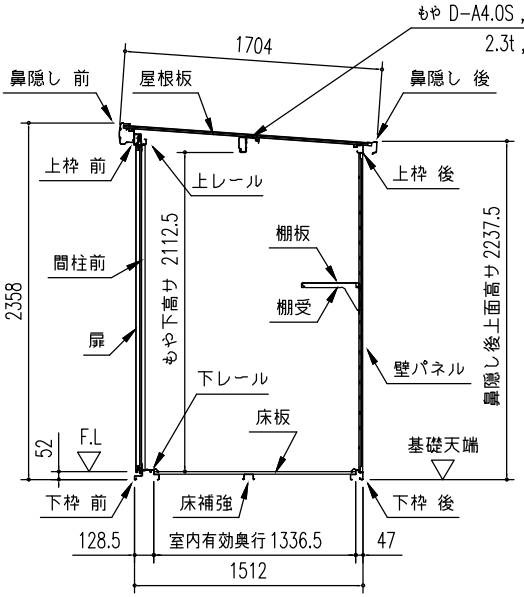 もや D-A4.0S ,
2.3t ,
1704
鼻隠し 前
屋根板
鼻隠し 後
上枠 前
上レール
上枠 後
もや下高サ 2112.5
棚板
棚受
間柱前
2358
扉
鼻隠し後上面高サ 2237.5
壁パネル
下レール
床板
52
F.L
基礎天端
下枠 前
床補強
下枠 後
128.5
室内有効奥行 1336.5
47
1512